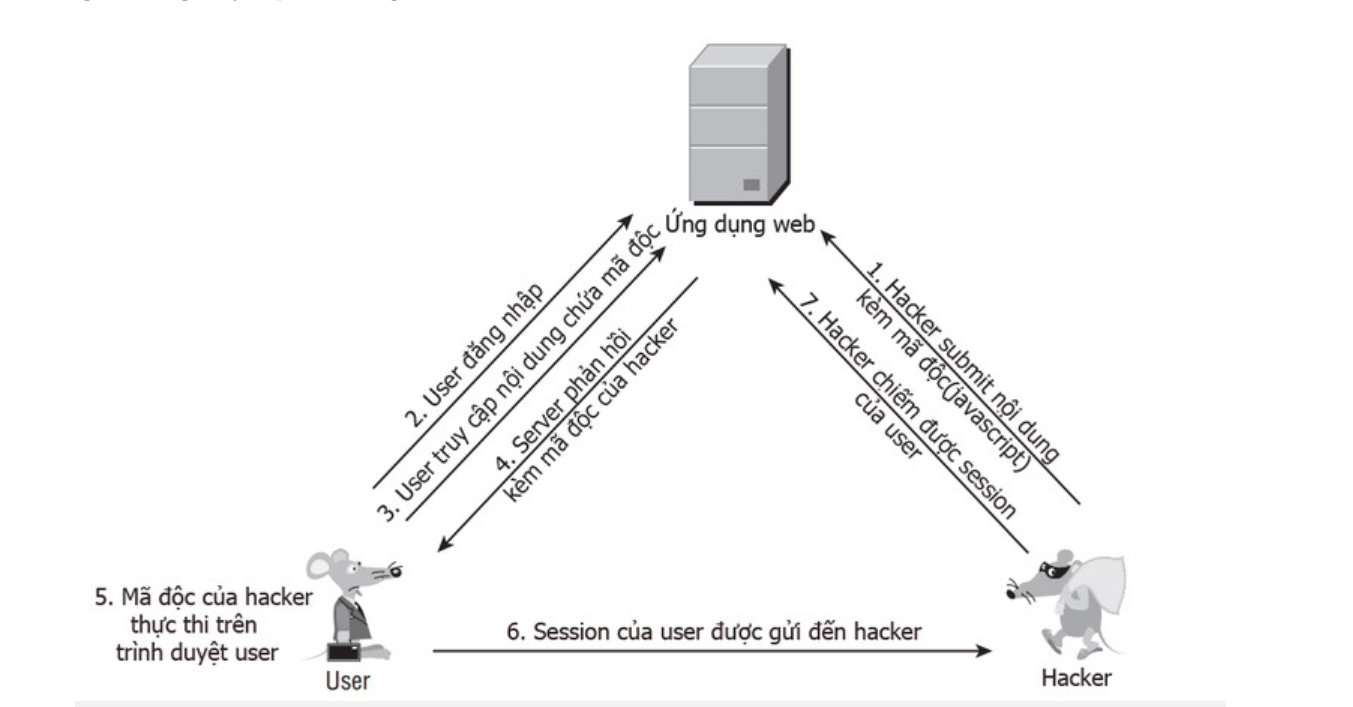 Ứng dụng web
1. Hacker submit nội dung
kèm mã độc(javascript)
2. User đăng nhập
3. User truy cập nội dung chứa mã độc
4. Server phản hồi
kèm mã độc của hacker
7. Hacker chiếm được session
của user
5. Mã độc của hacker
thực thi trên
trình duyệt user
6. Session của user được gửi đến hacker
User
Hacker